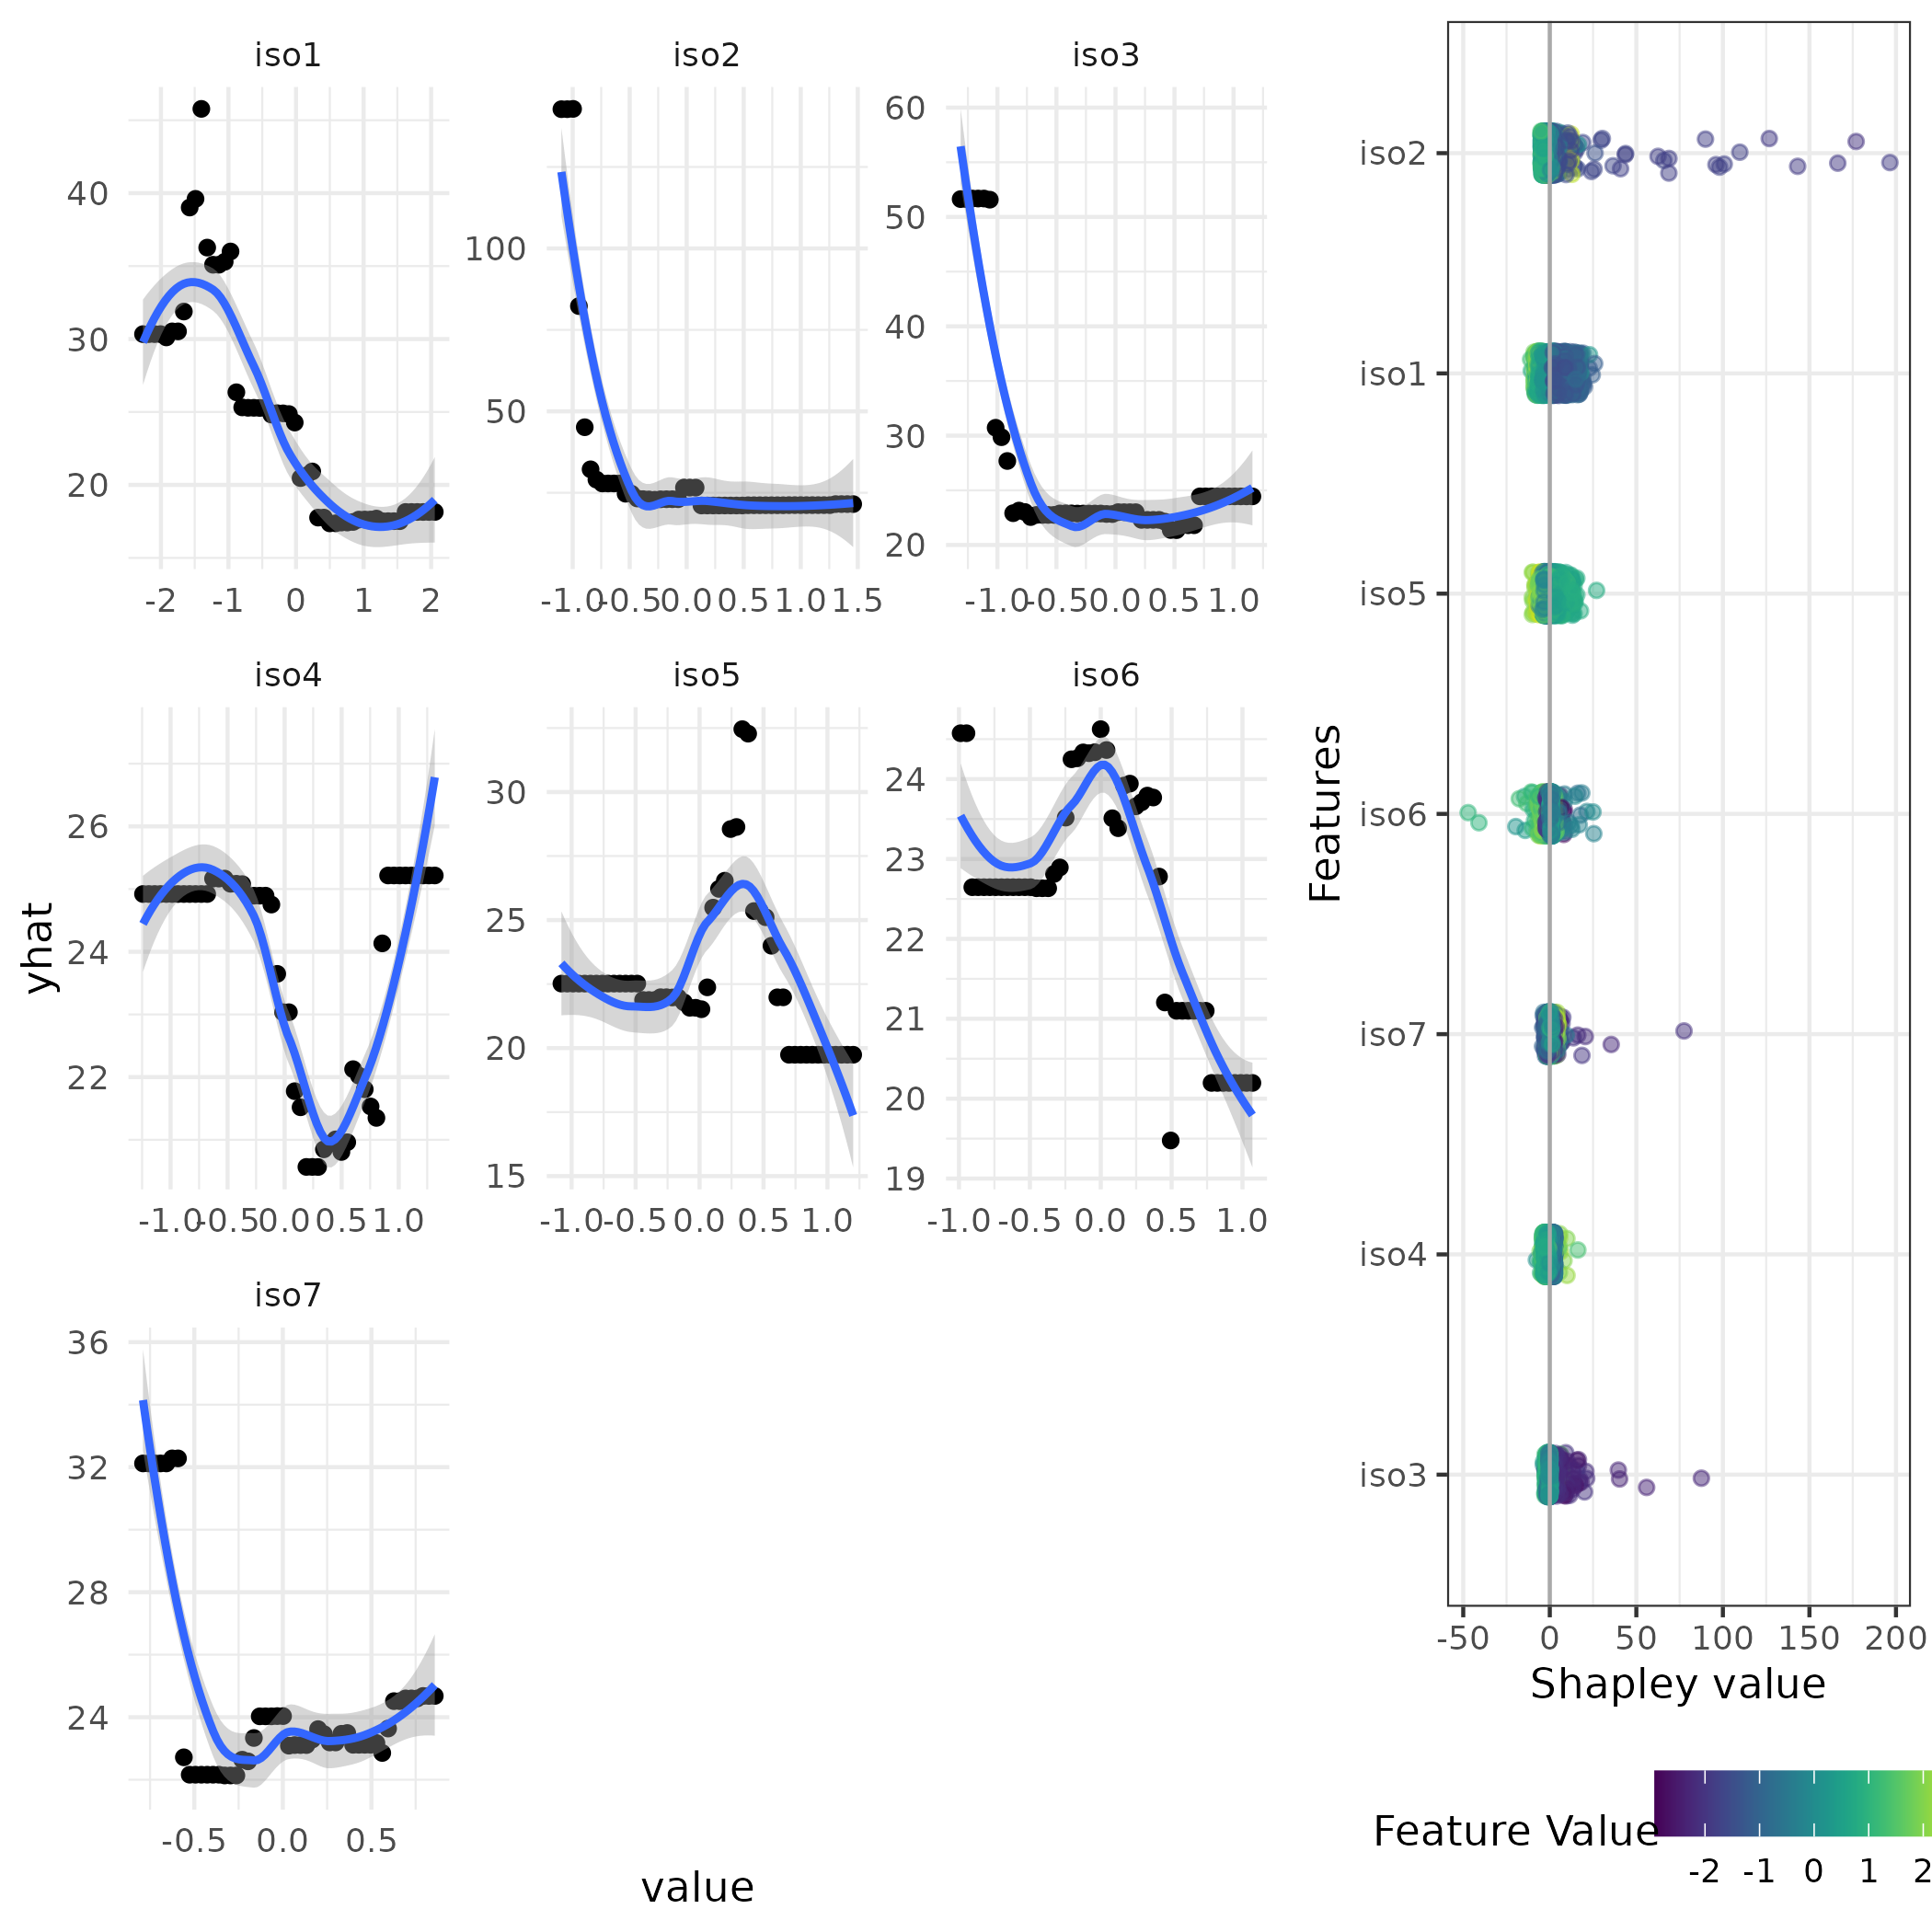 iso1 iso2 iso3
40
30
20
-2 -1 0 1 2
100
50
-1.0 -0.5 0.0 0.5 1.0 1.5
60
50
40
30
20
-1.0 -0.5 0.0 0.5 1.0
iso4 iso5 iso6
26
24
22
-1.0 -0.5 0.0 0.5 1.0
30
25
20
15
-1.0 -0.5 0.0 0.5 1.0
24
23
22
21
20
19
-1.0 -0.5 0.0 0.5 1.0
iso7
36
32
28
24
-0.5 0.0 0.5
yhat
value
Features
iso2
iso1
iso5
iso6
iso7
iso4
iso3
-50 0 50 100 150 200
Shapley value
Feature Value
-2 -1 0 1 2